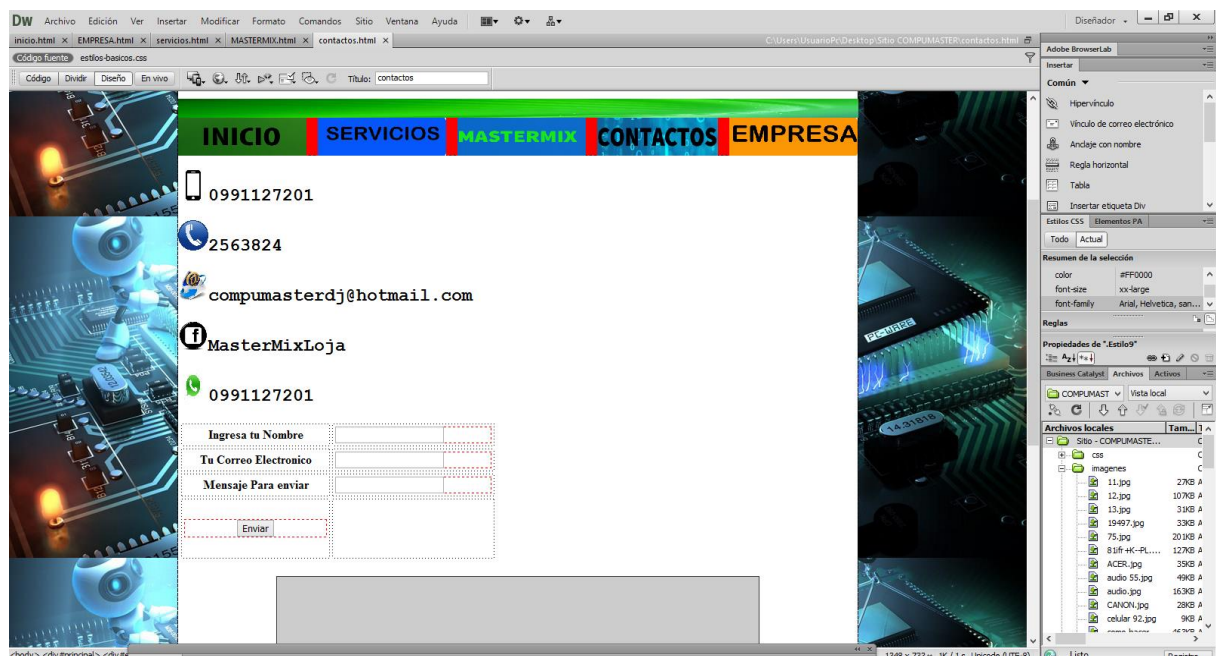 DW Archivo Edición Ver Insertar Modificar Formato Comandos Sitio Ventana Ayuda Diseñador
inicio.html × EMPRESA.html × servicios.html × MASTERMIX.html × contactos.html × C:\Users\UsuarioPc\Desktop\Sitio COMPUMASTER\contactos.html
Código fuente estilos-basicos.css
Código Dividir Diseño En vivo Título: contactos
INICIO SERVICIOS MASTERMIX CONTACTOS EMPRESA
0991127201
2563824
compumasterdj@hotmail.com
MasterMixLoja
0991127201
Ingresa tu Nombre
Tu Correo Electronico
Mensaje Para enviar
Enviar
PC-WARE
14.31818
Adobe BrowserLab
Insertar
Común
Hipervínculo
Vínculo de correo electrónico
Anclaje con nombre
Regla horizontal
Tabla
Insertar etiqueta Div
Estilos CSS Elementos PA
Todo Actual
Resumen de la selección
color #FF0000
font-size xx-large
font-family Arial, Helvetica, san...
Reglas
Propiedades de ".Estilo9"
Business Catalyst Archivos Activos
COMPUMAST Vista local
Archivos locales Tam... T
Sitio - COMPUMASTE... C
css C
imagenes C
11.jpg 27KB A
12.jpg 107KB A
13.jpg 31KB A
19497.jpg 33KB A
75.jpg 201KB A
81ifr+K--PL.... 127KB A
ACER.jpg 35KB A
audio 55.jpg 49KB A
audio.jpg 163KB A
CANON.jpg 28KB A
celular 92.jpg 9KB A
Listo